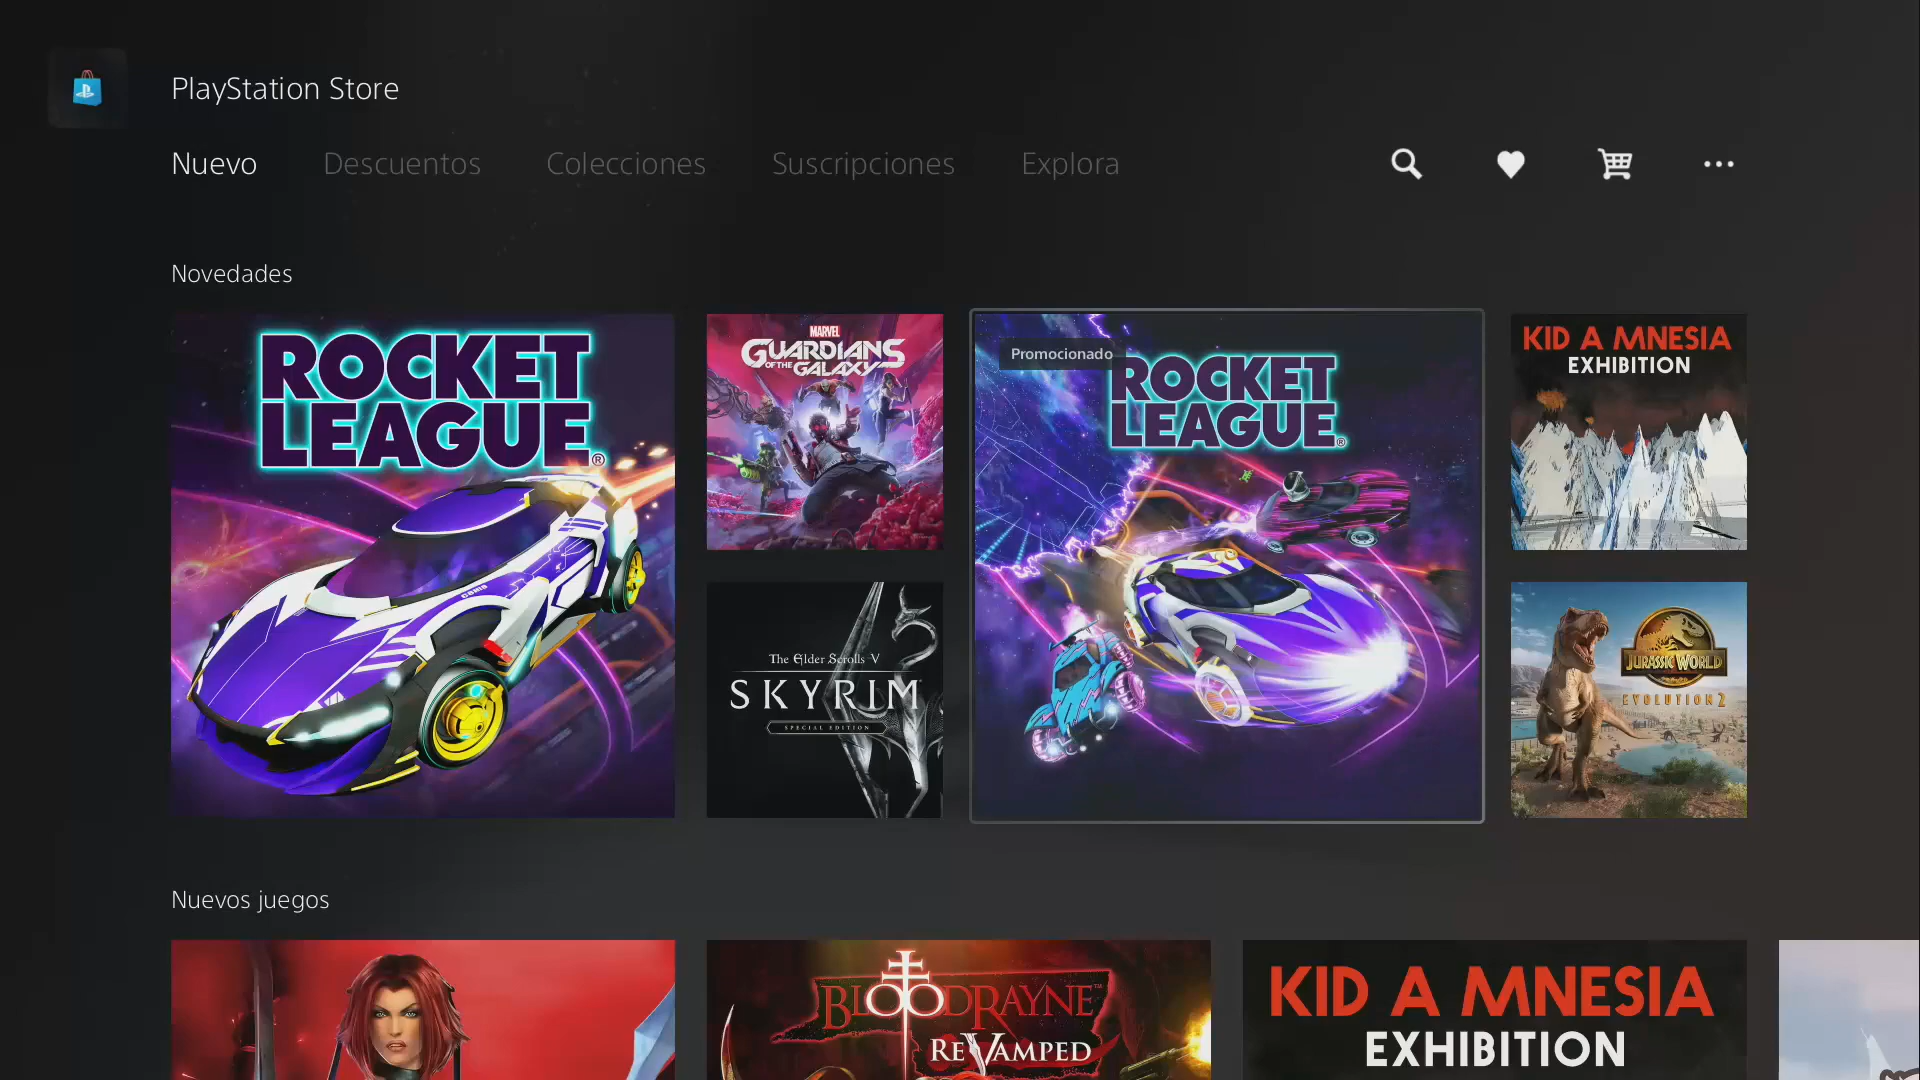 PlayStation Store
Nuevo
Descuentos
Colecciones
Suscripciones
Explora
Novedades
ROCKET
LEAGUE®
MARVEL
GUARDIANS
OF THE
GALAXY
The Elder Scrolls V
SKYRIM
SPECIAL EDITION
Promocionado
ROCKET
LEAGUE®
KID A MNESIA
EXHIBITION
JURASSIC WORLD
EVOLUTION 2
Nuevos juegos
BLOODRAYNE™
REVAMPED
KID A MNESIA
EXHIBITION